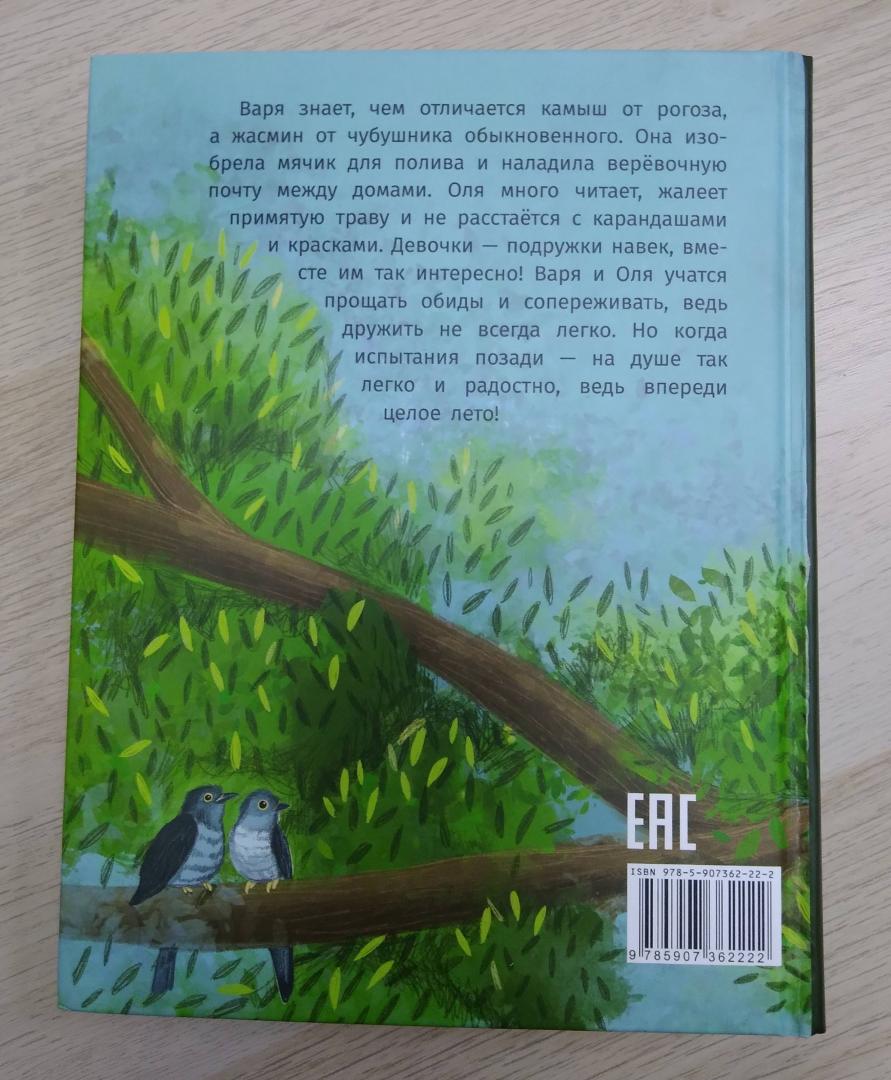 Варя знает, чем отличается камыш от рогоза,
а жасмин от чубушника обыкновенного. Она изо-
брела мячик для полива и наладила верёвочную
почту между домами. Оля много читает, жалеет
примятую траву и не расстаётся с карандашами
и красками. Девочки — подружки навек, вме-
сте им так интересно! Варя и Оля учатся
прощать обиды и сопереживать, ведь
дружить не всегда легко. Но когда
испытания позади — на душе так
легко и радостно, ведь впереди
целое лето!
ЕАС
ISBN 978-5-907362-22-2
9 785907 362222